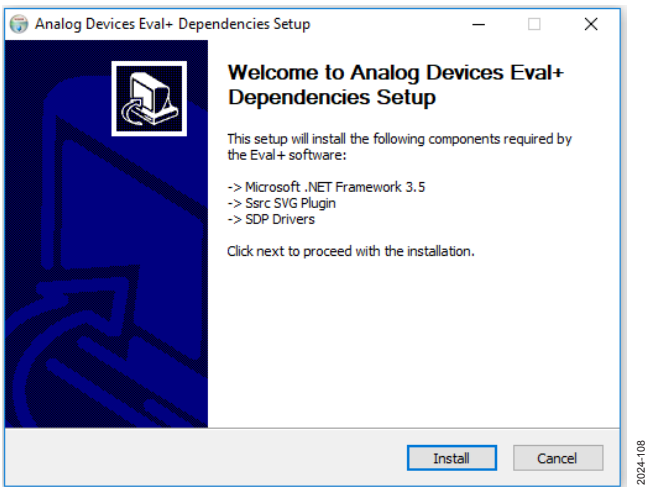 Analog Devices Eval+ Dependencies Setup
Welcome to Analog Devices Eval+
Dependencies Setup
This setup will install the following components required by
the Eval+ software:
-> Microsoft .NET Framework 3.5
-> Ssrc SVG Plugin
-> SDP Drivers
Click next to proceed with the installation.
Install
Cancel
2024-108